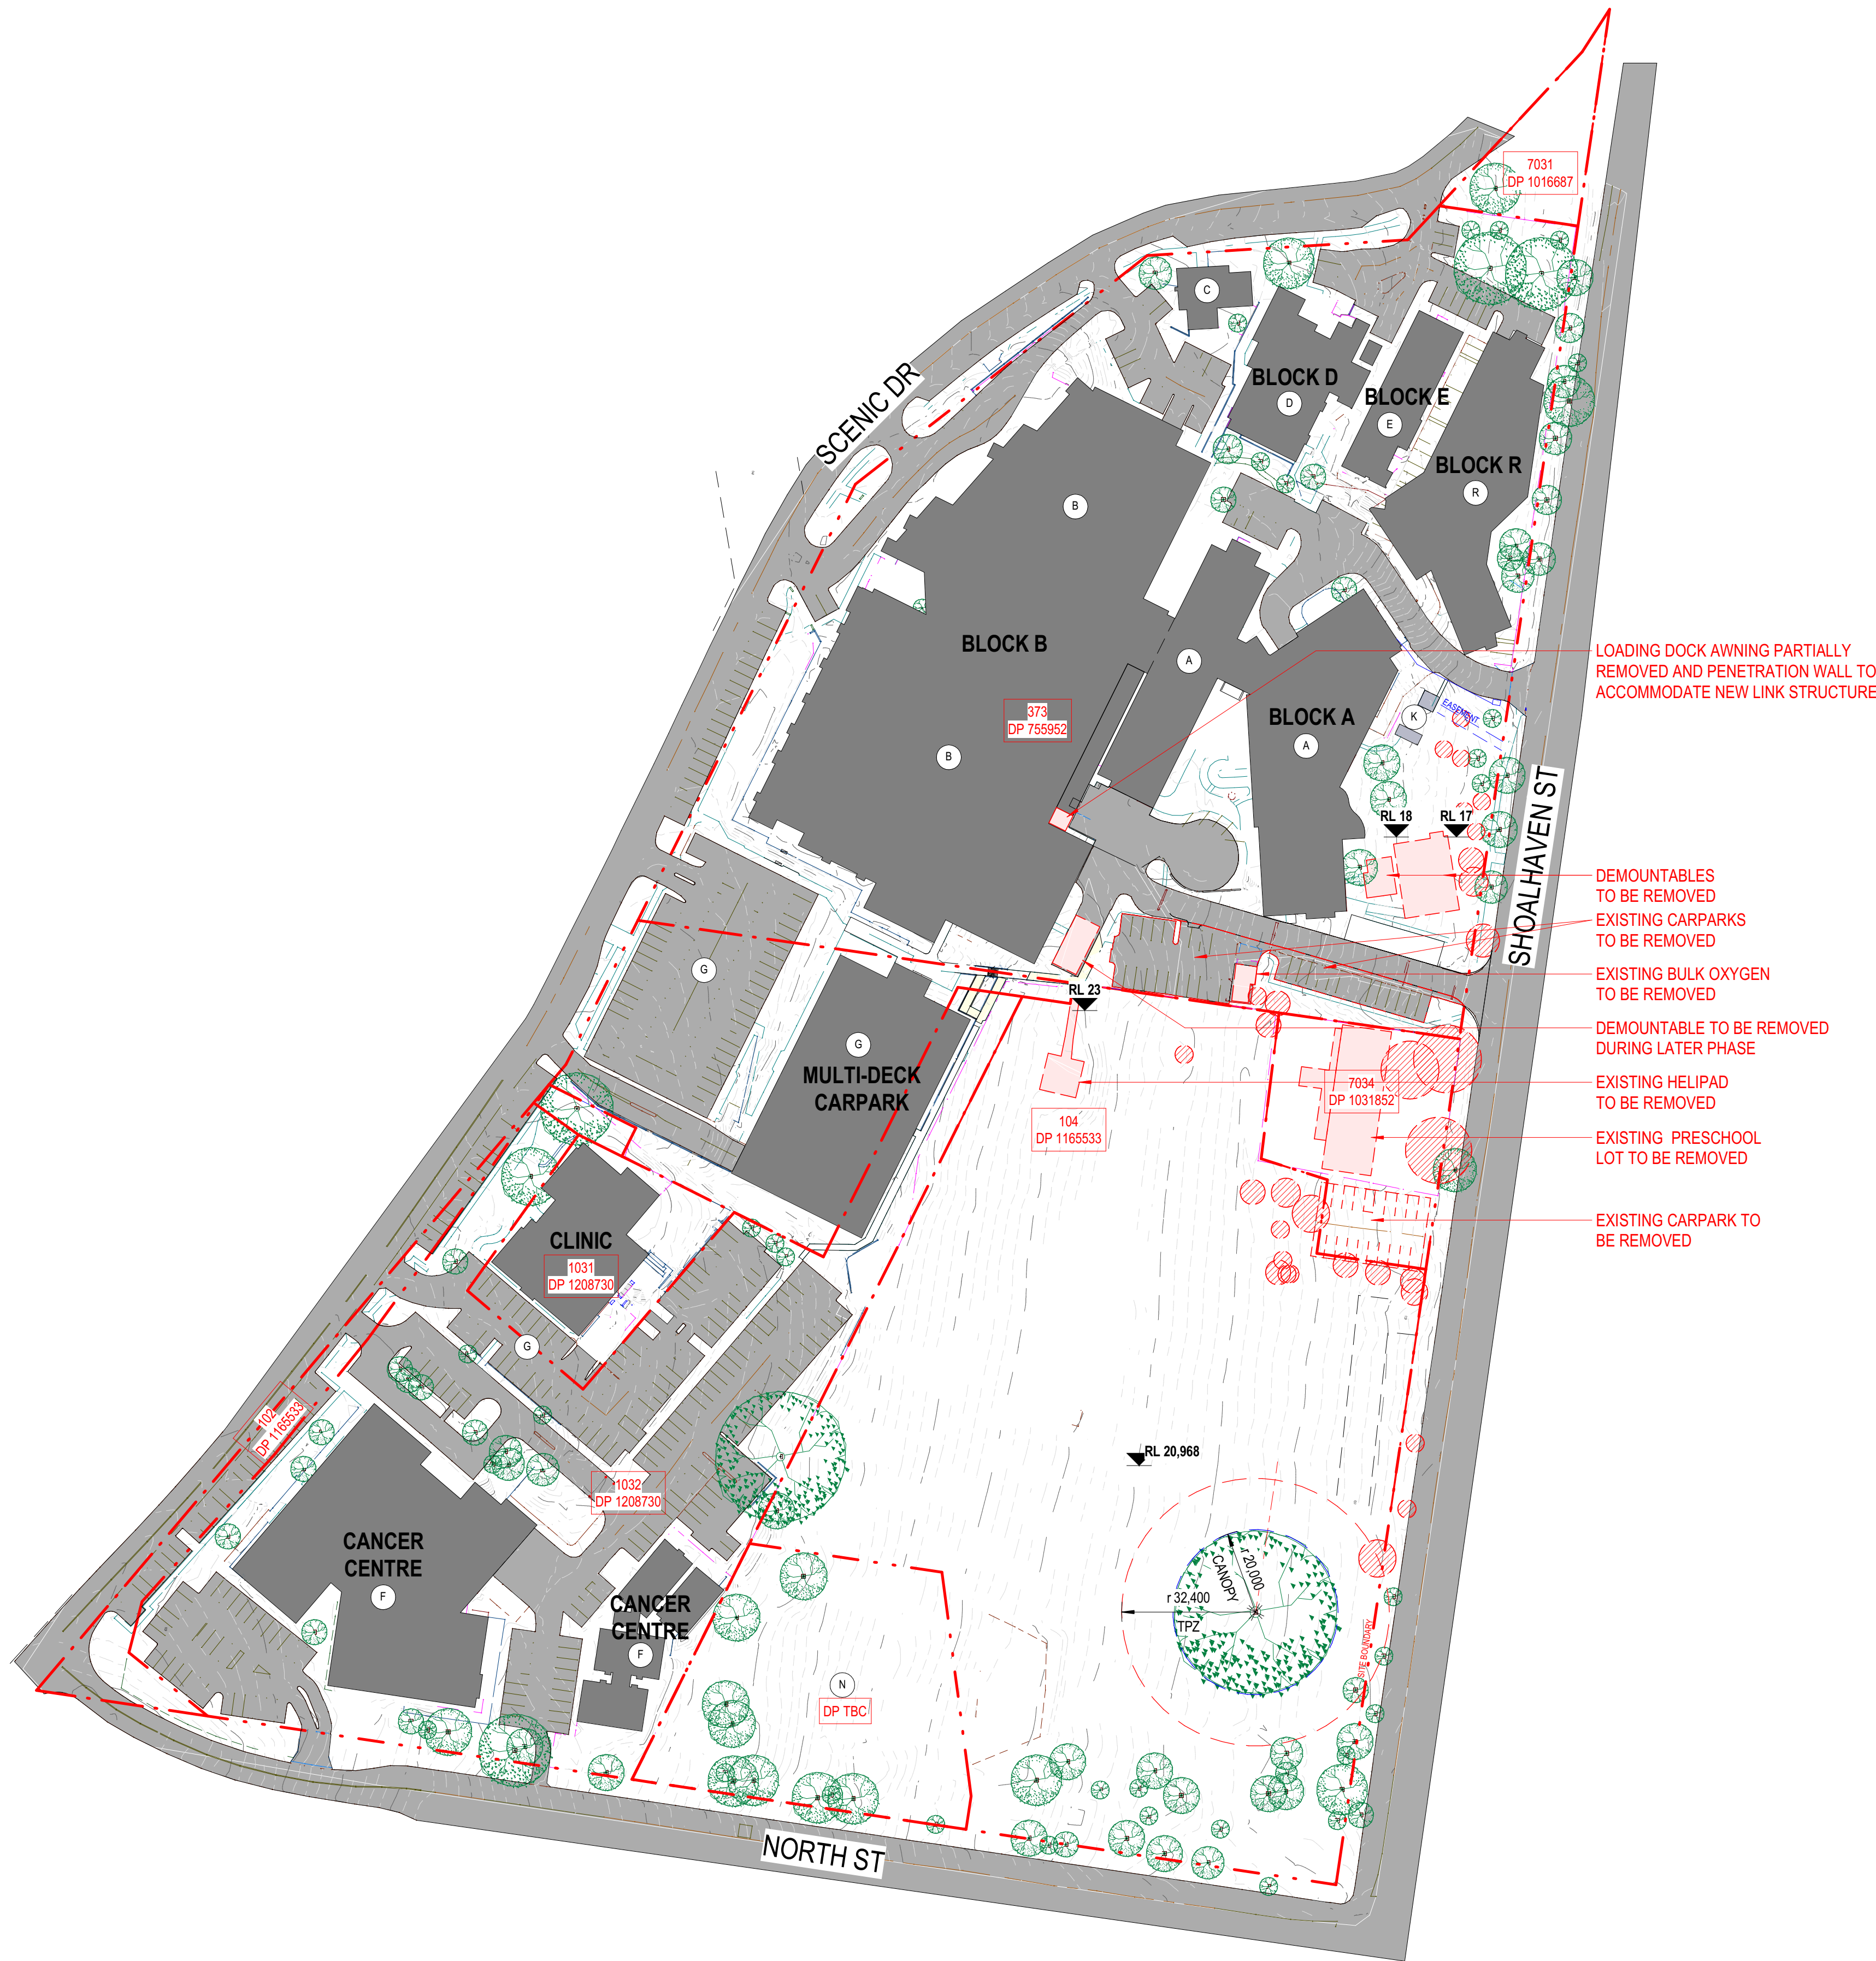 7031
DP 1016687
C
BLOCK D
D
BLOCK E
E
BLOCK R
R
SCENIC DR
B
BLOCK B
A
373
DP 755952
BLOCK A
A
B
K
EASEMENT
LOADING DOCK AWNING PARTIALLY
REMOVED AND PENETRATION WALL TO
ACCOMMODATE NEW LINK STRUCTURE
RL 18
RL 17
SHOALHAVEN ST
DEMOUNTABLES
TO BE REMOVED
EXISTING CARPARKS
TO BE REMOVED
EXISTING BULK OXYGEN
TO BE REMOVED
DEMOUNTABLE TO BE REMOVED
DURING LATER PHASE
EXISTING HELIPAD
TO BE REMOVED
EXISTING PRESCHOOL
LOT TO BE REMOVED
EXISTING CARPARK TO
BE REMOVED
G
RL 23
G
MULTI-DECK
CARPARK
7034
DP 1031852
104
DP 1165533
CLINIC
1031
DP 1208730
G
102
DP 1165533
1032
DP 1208730
RL 20,968
CANCER
CENTRE
F
CANCER
CENTRE
F
r 20,000
CANOPY
r 32,400
TPZ
SITE BOUNDARY
N
DP TBC
NORTH ST